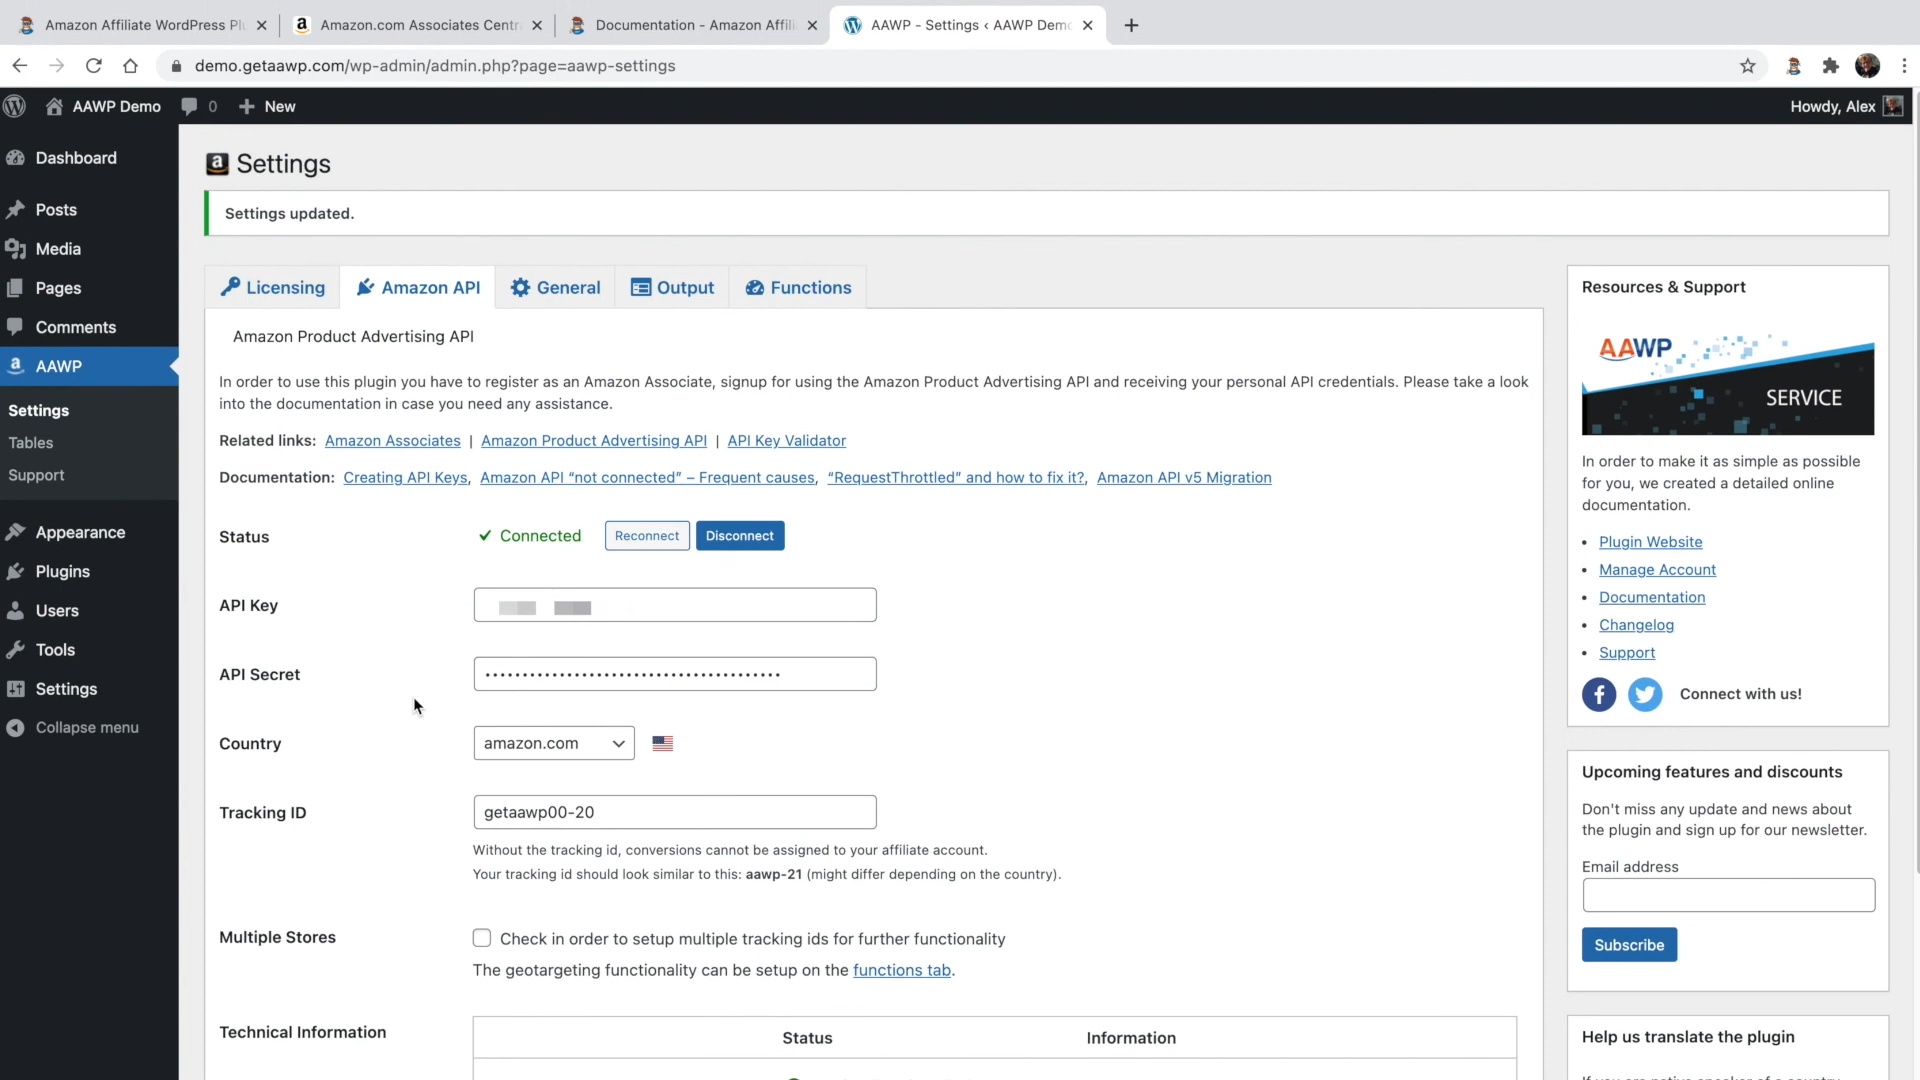 Amazon Affiliate WordPress Plu
Amazon.com Associates Centr
Documentation - Amazon Affili
AAWP - Settings ‹ AAWP Demo
demo.getaawp.com/wp-admin/admin.php?page=aawp-settings
AAWP Demo
0
New
Howdy, Alex
Dashboard
Posts
Media
Pages
Comments
AAWP
Settings
Tables
Support
Appearance
Plugins
Users
Tools
Settings
Collapse menu
Settings
Settings updated.
Licensing
Amazon API
General
Output
Functions
Amazon Product Advertising API
In order to use this plugin you have to register as an Amazon Associate, signup for using the Amazon Product Advertising API and receiving your personal API credentials. Please take a look
into the documentation in case you need any assistance.
Related links: Amazon Associates | Amazon Product Advertising API | API Key Validator
Documentation: Creating API Keys, Amazon API “not connected” – Frequent causes, “RequestThrottled” and how to fix it?, Amazon API v5 Migration
Status
Connected
Reconnect
Disconnect
API Key
API Secret
Country
amazon.com
Tracking ID
getaawp00-20
Without the tracking id, conversions cannot be assigned to your affiliate account.
Your tracking id should look similar to this: aawp-21 (might differ depending on the country).
Multiple Stores
Check in order to setup multiple tracking ids for further functionality
The geotargeting functionality can be setup on the functions tab.
Technical Information
Status
Information
Resources & Support
AAWP
SERVICE
In order to make it as simple as possible
for you, we created a detailed online
documentation.
Plugin Website
Manage Account
Documentation
Changelog
Support
Connect with us!
Upcoming features and discounts
Don't miss any update and news about
the plugin and sign up for our newsletter.
Email address
Subscribe
Help us translate the plugin